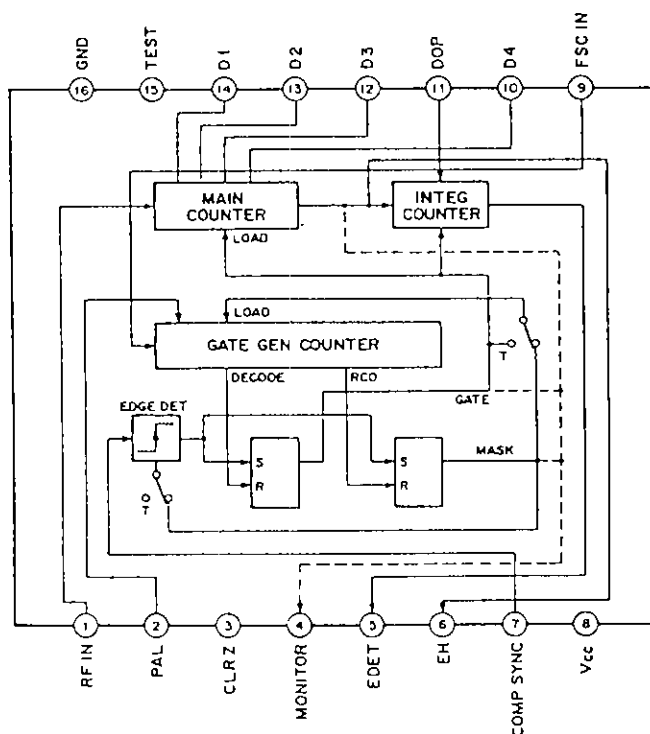 GND
TEST
D1
D2
D3
DOP
D4
FSC IN
16
15
14
13
12
11
10
9
MAIN
COUNTER
INTEG
COUNTER
LOAD
LOAD
GATE GEN COUNTER
T
DECODE
RCO
GATE
EDGE DET
S
R
S
R
MASK
T
1
2
3
4
5
6
7
8
RF IN
PAL
CLR Z
MONITOR
EDET
EH
COMP SYNC
Vcc